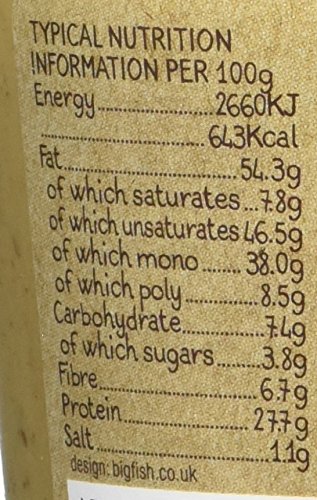 TYPICAL NUTRITION
INFORMATION PER 100g
Energy..............2660KJ
.......................643Kcal
Fat.......................54.3g
of which saturates...7.8g
of which unsaturates 46.5g
of which mono........38.0g
of which poly............8.5g
Carbohydrate............7.4g
of which sugars.......3.8g
Fibre.......................6.7g
Protein...................27.7g
Salt.........................1.1g
design: bigfish.co.uk